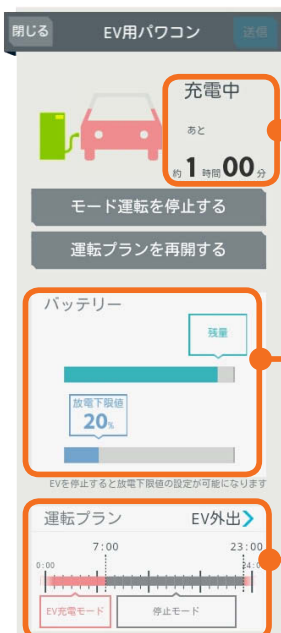 閉じる EV用パワコン 送信
充電中
あと
約1時間00分
モード運転を停止する
運転プランを再開する
バッテリー
残量
放電下限値
20%
EVを停止すると放電下限値の設定が可能になります
運転プラン EV外出
7:00 23:00
0:00 24:00
EV充電モード 停止モード